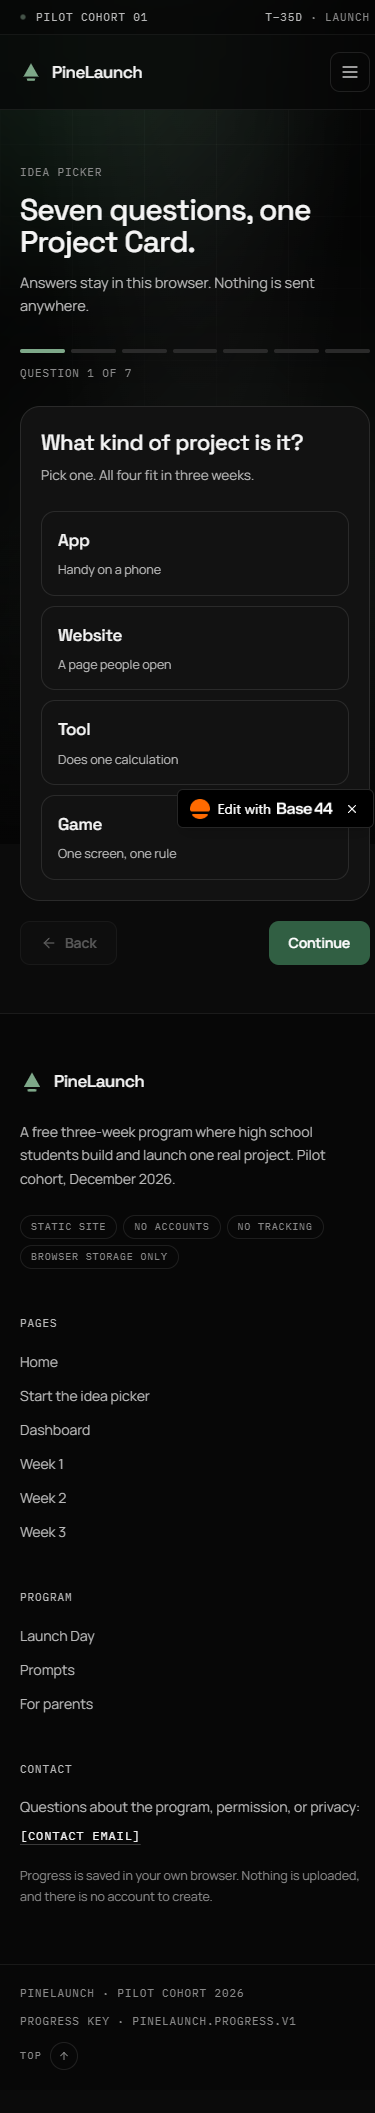 PILOT COHORT 01
T−35D · LAUNCH
PineLaunch
IDEA PICKER
Seven questions, one
Project Card.
Answers stay in this browser. Nothing is sent
anywhere.
QUESTION 1 OF 7
What kind of project is it?
Pick one. All four fit in three weeks.
App
Handy on a phone
Website
A page people open
Tool
Does one calculation
Edit with Base44
Game
One screen, one rule
Back
Continue
PineLaunch
A free three-week program where high school
students build and launch one real project. Pilot
cohort, December 2026.
STATIC SITE
NO ACCOUNTS
NO TRACKING
BROWSER STORAGE ONLY
PAGES
Home
Start the idea picker
Dashboard
Week 1
Week 2
Week 3
PROGRAM
Launch Day
Prompts
For parents
CONTACT
Questions about the program, permission, or privacy:
[CONTACT EMAIL]
Progress is saved in your own browser. Nothing is uploaded,
and there is no account to create.
PINELAUNCH · PILOT COHORT 2026
PROGRESS KEY · PINELAUNCH.PROGRESS.V1
TOP